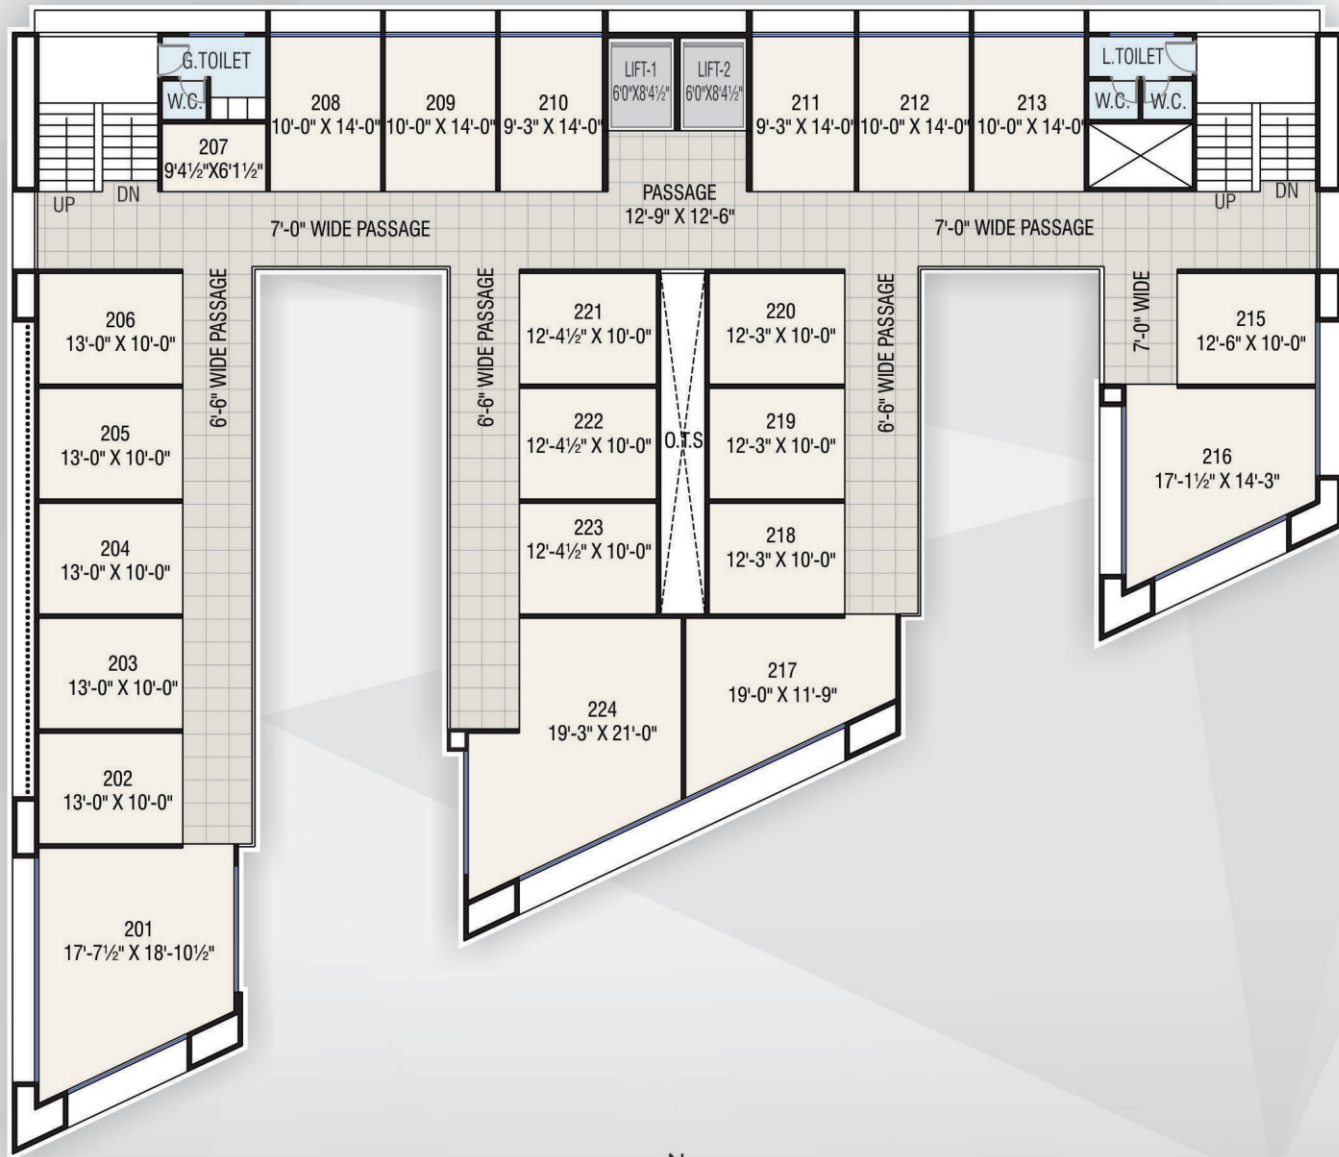 G.TOILET
W.C.
207
9'4½"X6'1½"
208
10'-0" X 14'-0"
209
10'-0" X 14'-0"
210
9'-3" X 14'-0"
LIFT-1
6'0"X8'4½"
LIFT-2
6'0"X8'4½"
211
9'-3" X 14'-0"
212
10'-0" X 14'-0"
213
10'-0" X 14'-0"
L.TOILET
W.C.
W.C.
UP
DN
7'-0" WIDE PASSAGE
PASSAGE
12'-9" X 12'-6"
7'-0" WIDE PASSAGE
UP
DN
206
13'-0" X 10'-0"
6'-6" WIDE PASSAGE
6'-6" WIDE PASSAGE
221
12'-4½" X 10'-0"
220
12'-3" X 10'-0"
6'-6" WIDE PASSAGE
7'-0" WIDE
215
12'-6" X 10'-0"
205
13'-0" X 10'-0"
222
12'-4½" X 10'-0"
O.T.S
219
12'-3" X 10'-0"
216
17'-1½" X 14'-3"
204
13'-0" X 10'-0"
223
12'-4½" X 10'-0"
218
12'-3" X 10'-0"
203
13'-0" X 10'-0"
224
19'-3" X 21'-0"
217
19'-0" X 11'-9"
202
13'-0" X 10'-0"
201
17'-7½" X 18'-10½"
N